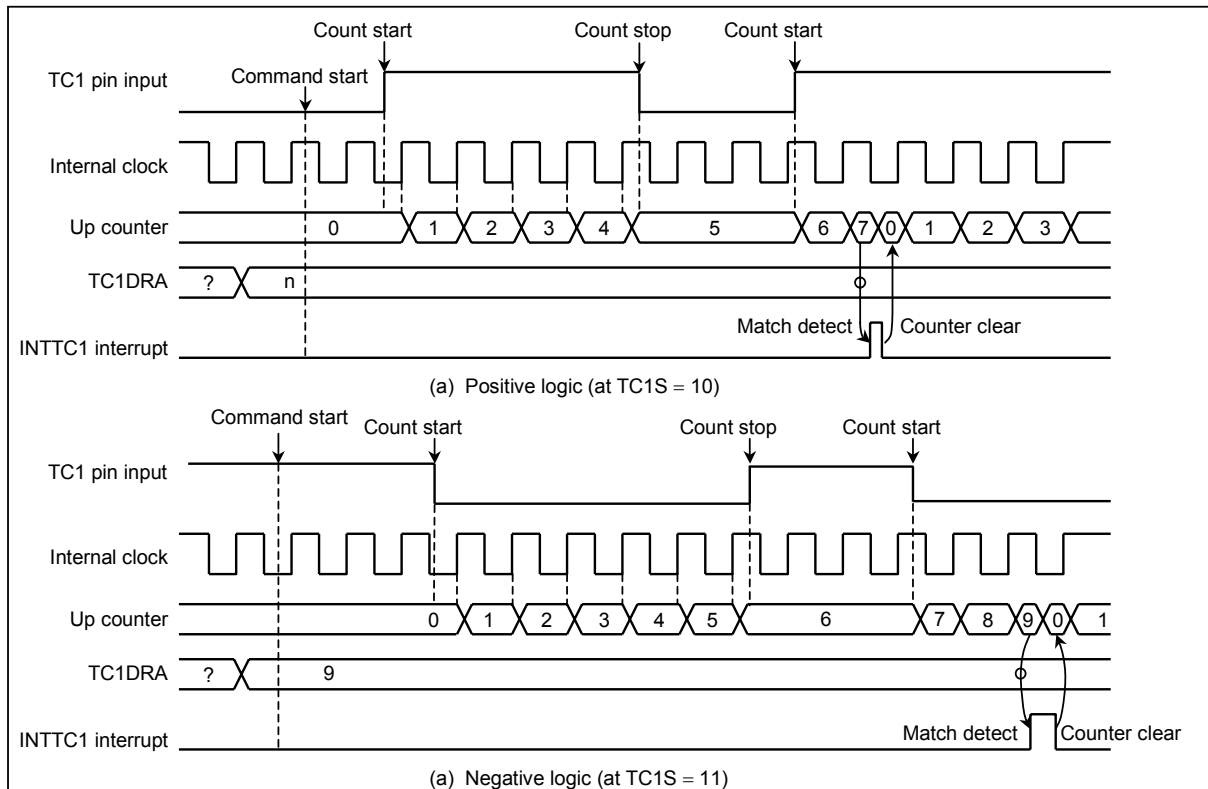 Count start Count stop Count start
Command start
TC1 pin input
Internal clock
Up counter 0 1 2 3 4 5 6 7 0 1 2 3
TC1DRA ? n
Match detect Counter clear
INTTC1 interrupt
(a) Positive logic (at TC1S = 10)
Command start Count start Count stop Count start
TC1 pin input
Internal clock
Up counter 0 1 2 3 4 5 6 7 8 9 0 1
TC1DRA ? 9
Match detect Counter clear
INTTC1 interrupt
(a) Negative logic (at TC1S = 11)